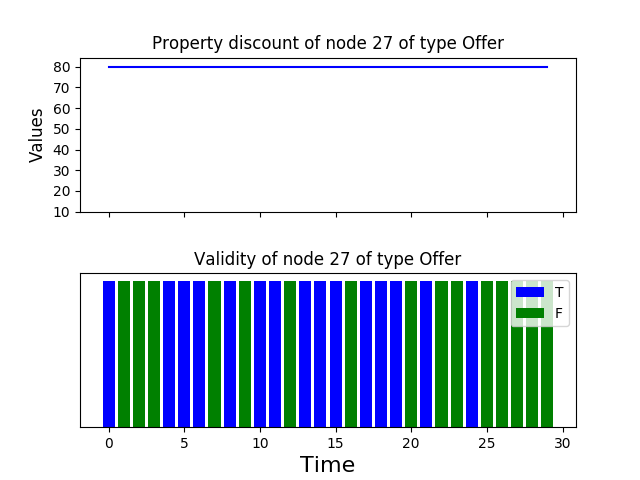 Property discount of node 27 of type Offer
80
70
60
50
40
30
20
10
Values
Validity of node 27 of type Offer
T
F
0 5 10 15 20 25 30
Time